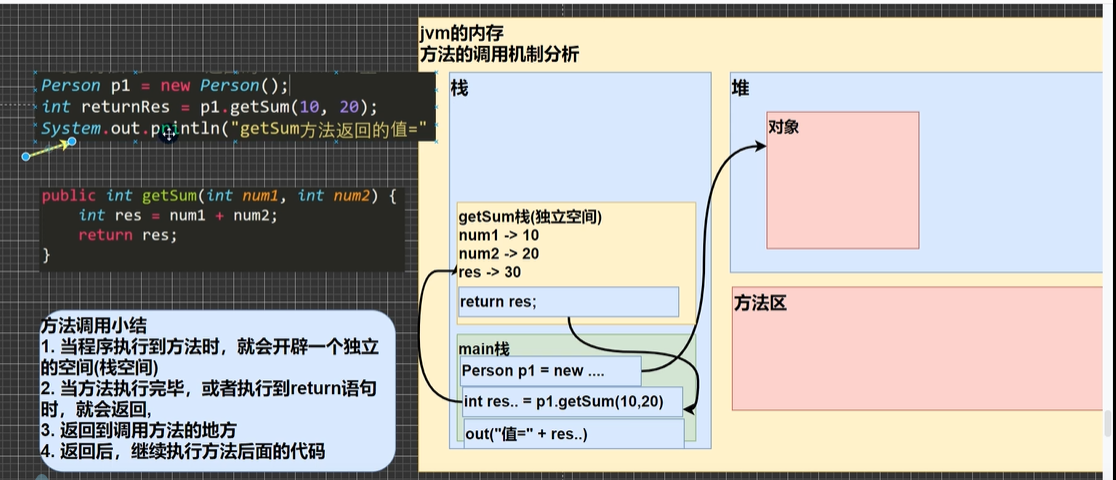 jvm的内存
方法的调用机制分析
Person p1 = new Person();
int returnRes = p1.getSum(10, 20);
System.out.println("getSum方法返回的值="
public int getSum(int num1, int num2) {
int res = num1 + num2;
return res;
}
方法调用小结
1. 当程序执行到方法时，就会开辟一个独立
的空间(栈空间)
2. 当方法执行完毕，或者执行到return语句
时，就会返回,
3. 返回到调用方法的地方
4. 返回后，继续执行方法后面的代码
栈
getSum栈(独立空间)
num1 -> 10
num2 -> 20
res -> 30
return res;
main栈
Person p1 = new ....
int res.. = p1.getSum(10,20)
out("值=" + res..)
堆
对象
方法区